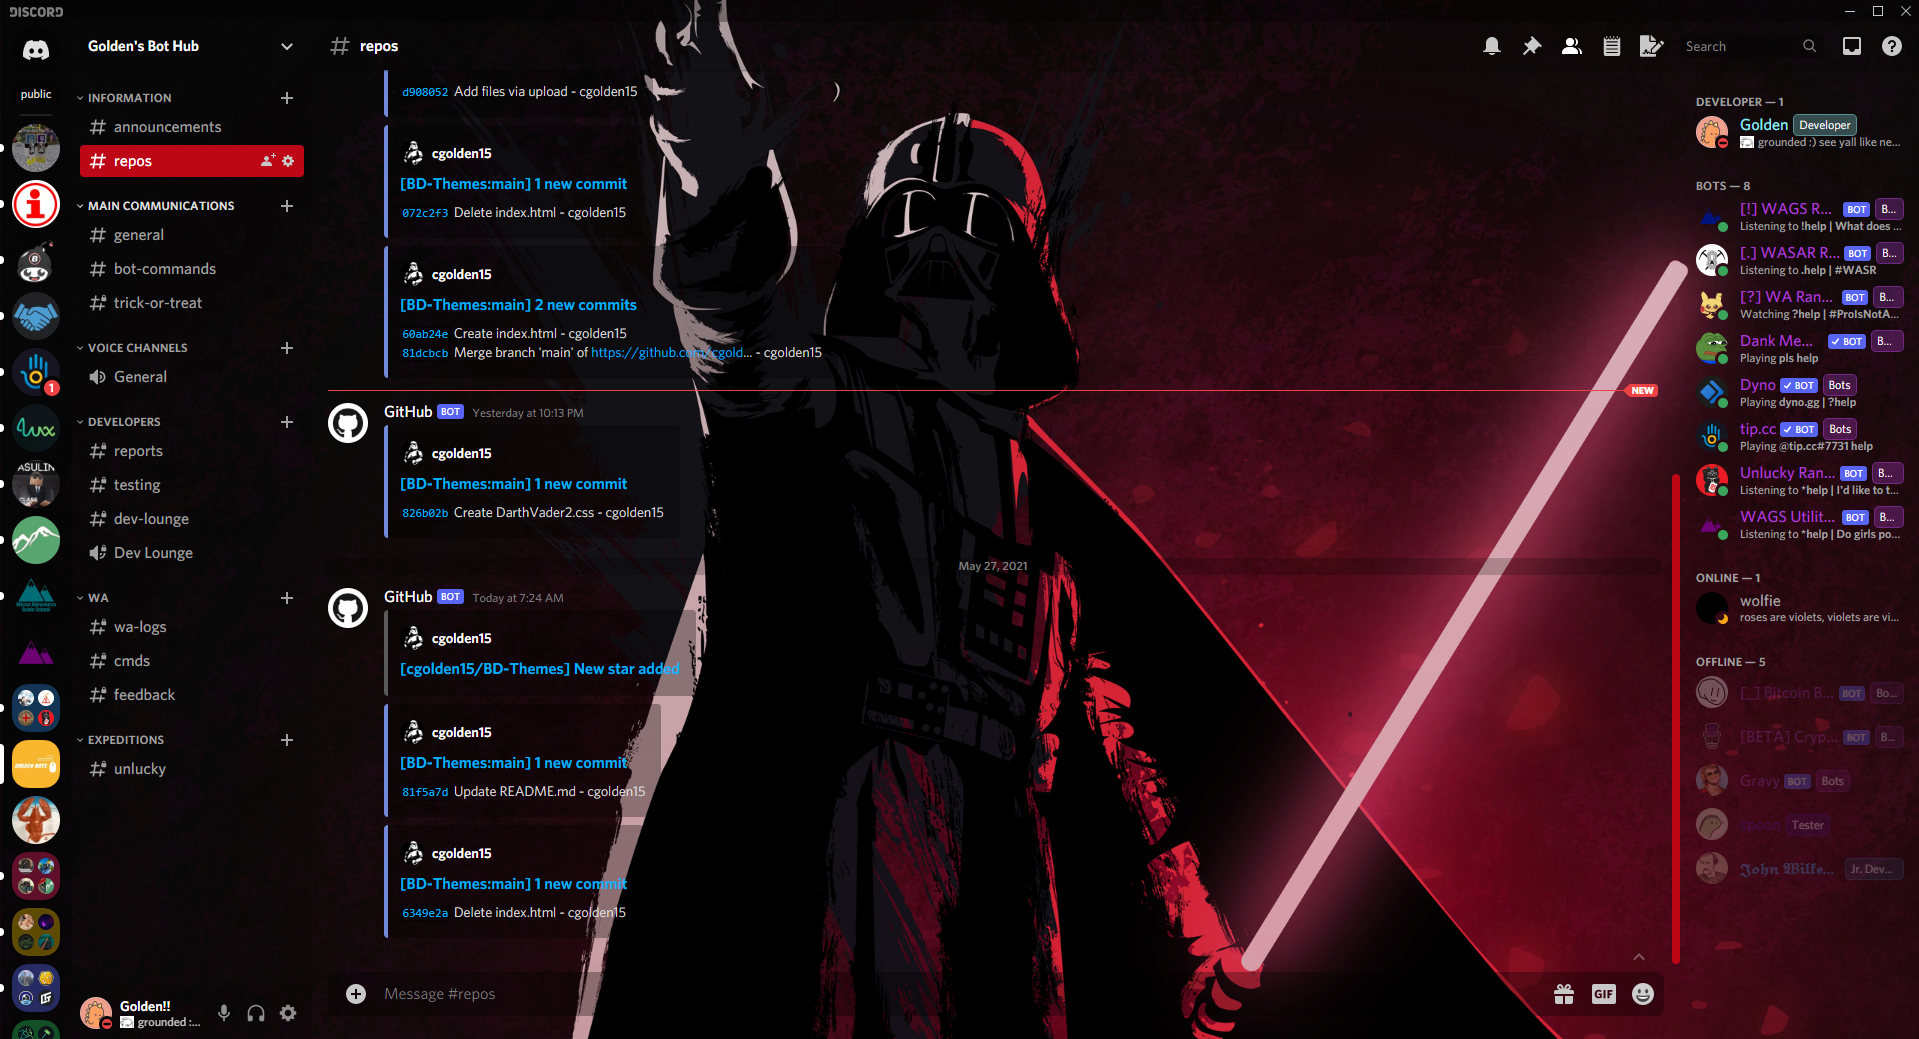 DISCORD
public
1
ASULIN
CLASS
Golden's Bot Hub
INFORMATION
announcements
repos
MAIN COMMUNICATIONS
general
bot-commands
trick-or-treat
VOICE CHANNELS
General
DEVELOPERS
reports
testing
dev-lounge
Dev Lounge
WA
wa-logs
cmds
feedback
EXPEDITIONS
unlucky
Golden!!
grounded :...
repos
Search
d908052 Add files via upload - cgolden15
cgolden15
[BD-Themes:main] 1 new commit
072c2f3 Delete index.html - cgolden15
cgolden15
[BD-Themes:main] 2 new commits
60ab24e Create index.html - cgolden15
81dcbcb Merge branch 'main' of https://github.com/cgold... - cgolden15
NEW
GitHub BOT Yesterday at 10:13 PM
cgolden15
[BD-Themes:main] 1 new commit
826b02b Create DarthVader2.css - cgolden15
May 27, 2021
GitHub BOT Today at 7:24 AM
cgolden15
[cgolden15/BD-Themes] New star added
cgolden15
[BD-Themes:main] 1 new commit
81f5a7d Update README.md - cgolden15
cgolden15
[BD-Themes:main] 1 new commit
6349e2a Delete index.html - cgolden15
Message #repos
GIF
DEVELOPER — 1
Golden Developer
grounded :) see yall like ne...
BOTS — 8
[!] WAGS R... BOT B...
Listening to !help | What does ...
[.] WASAR R... BOT B...
Listening to .help | #WASR
[?] WA Ran... BOT B...
Watching ?help | #ProIsNotA...
Dank Me... ✓ BOT B...
Playing pls help
Dyno ✓ BOT Bots
Playing dyno.gg | ?help
tip.cc ✓ BOT Bots
Playing @tip.cc#7731 help
Unlucky Ran... BOT B...
Listening to *help | I'd like to t...
WAGS Utilit... BOT B...
Listening to *help | Do girls po...
ONLINE — 1
wolfie
roses are violets, violets are vi...
OFFLINE — 5
[_] Bitcoin B... BOT Bo...
[BETA] Cryp... BOT B...
Gravy BOT Bots
Tester
John Wilke... Jr. Dev...